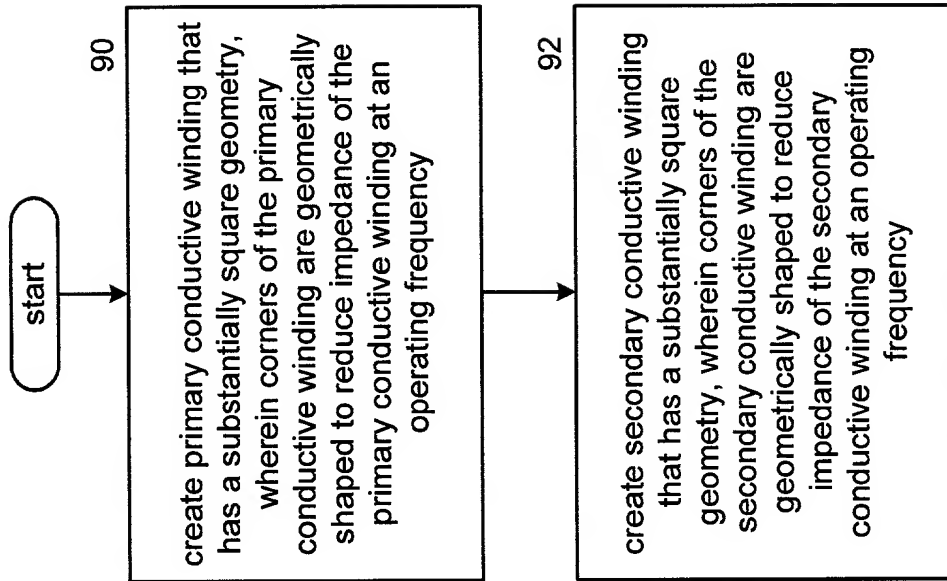 start
90
create primary conductive winding that
has a substantially square geometry,
wherein corners of the primary
conductive winding are geometrically
shaped to reduce impedance of the
primary conductive winding at an
operating frequency
92
create secondary conductive winding
that has a substantially square
geometry, wherein corners of the
secondary conductive winding are
geometrically shaped to reduce
impedance of the secondary
conductive winding at an operating
frequency